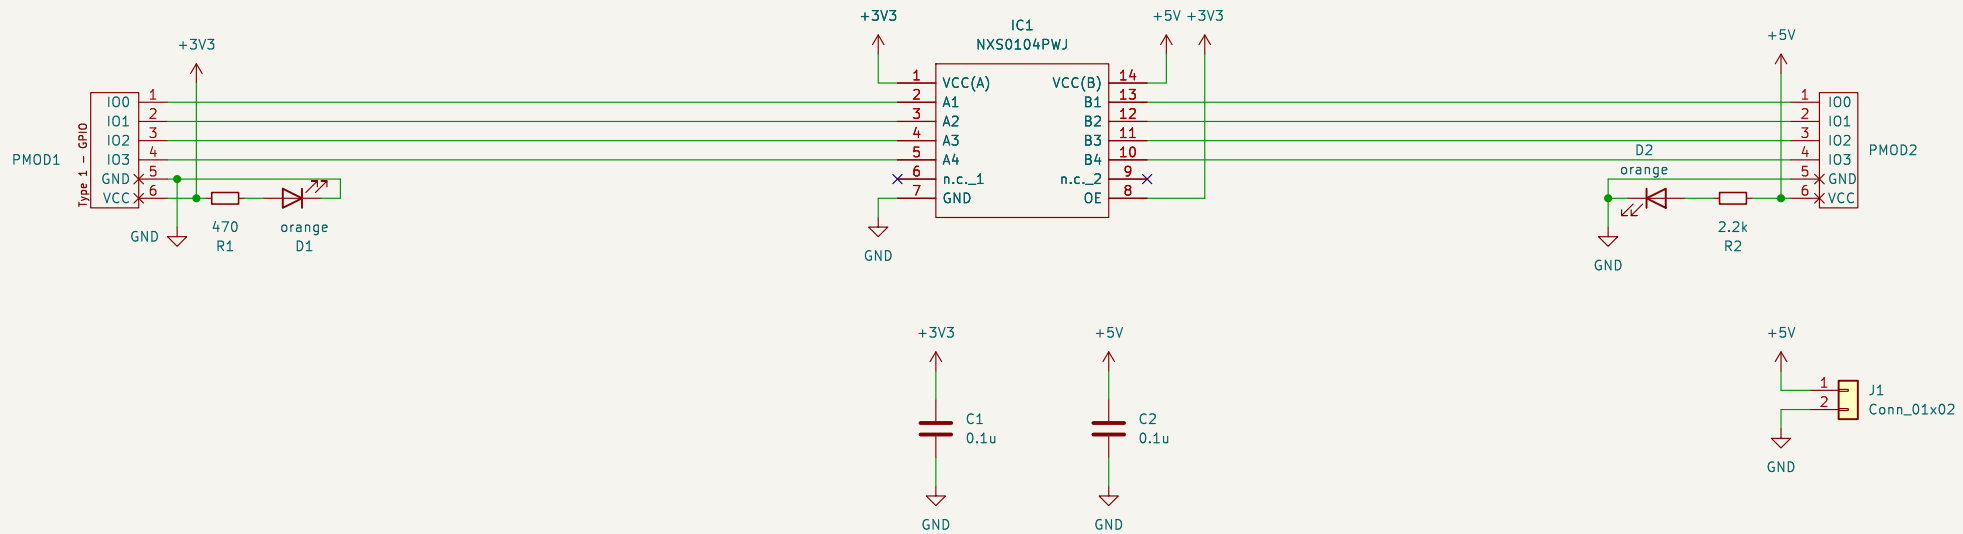 +3V3
PMOD1
Type 1 - GPIO
IO0 1
IO1 2
IO2 3
IO3 4
GND 5
VCC 6
GND
470
R1
orange
D1
+3V3
+5V +3V3
IC1
NXS0104PWJ
1 VCC(A) VCC(B) 14
2 A1 B1 13
3 A2 B2 12
4 A3 B3 11
5 A4 B4 10
6 n.c._1 n.c._2 9
7 GND OE 8
GND
+5V
1 IO0
2 IO1
3 IO2
4 IO3
5 GND
6 VCC
PMOD2
D2
orange
2.2k
R2
GND
+3V3
C1
0.1u
GND
+5V
C2
0.1u
GND
+5V
1
2
J1
Conn_01x02
GND